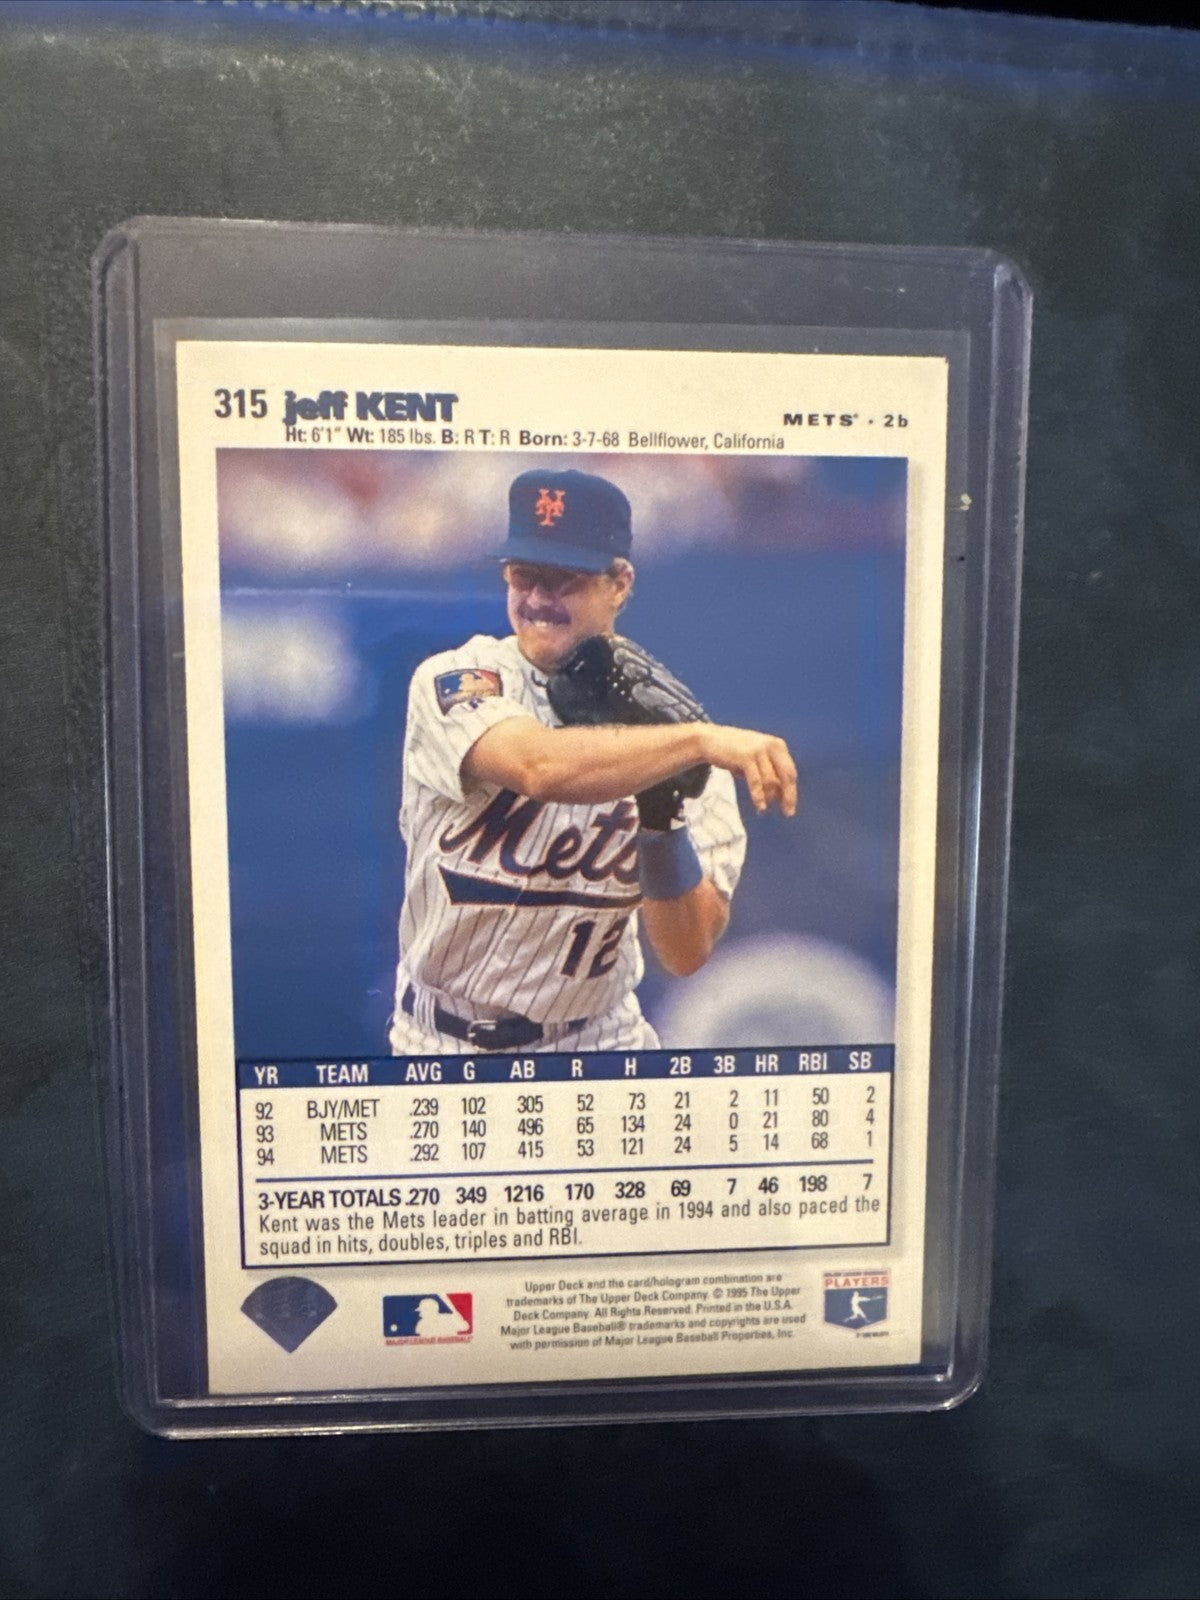 315 jeff KENT
METS · 2b
Ht: 6'1" Wt: 185 lbs. B: R T: R Born: 3-7-68 Bellflower, California
Mets
12
YR TEAM AVG G AB R H 2B 3B HR RBI SB
92 BJY/MET .239 102 305 52 73 21 2 11 50 2
93 METS .270 140 496 65 134 24 0 21 80 4
94 METS .292 107 415 53 121 24 5 14 68 1
3-YEAR TOTALS .270 349 1216 170 328 69 7 46 198 7
Kent was the Mets leader in batting average in 1994 and also paced the
squad in hits, doubles, triples and RBI.
Upper Deck and the card/hologram combination are
trademarks of The Upper Deck Company. © 1995 The Upper
Deck Company. All Rights Reserved. Printed in the U.S.A.
Major League Baseball® trademarks and copyrights are used
with permission of Major League Baseball Properties, Inc.
MAJOR LEAGUE BASEBALL
MAJOR LEAGUE BASEBALL
PLAYERS